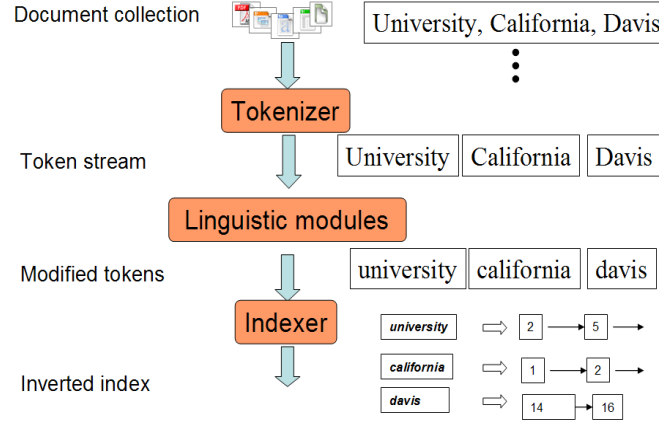 Document collection
University, California, Davis
Tokenizer
Token stream
University California Davis
Linguistic modules
Modified tokens
university california davis
Indexer
university 2 5
california 1 2
Inverted index
davis 14 16